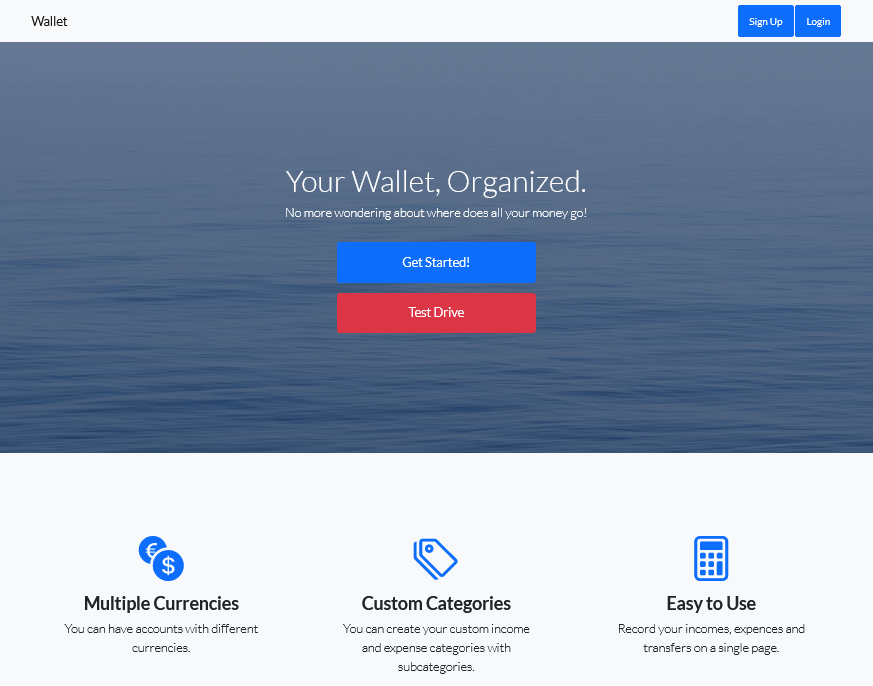 Wallet
Sign Up
Login
Your Wallet, Organized.
No more wondering about where does all your money go!
Get Started!
Test Drive
€
$
Multiple Currencies
You can have accounts with different
currencies.
Custom Categories
You can create your custom income
and expense categories with
subcategories.
Easy to Use
Record your incomes, expences and
transfers on a single page.